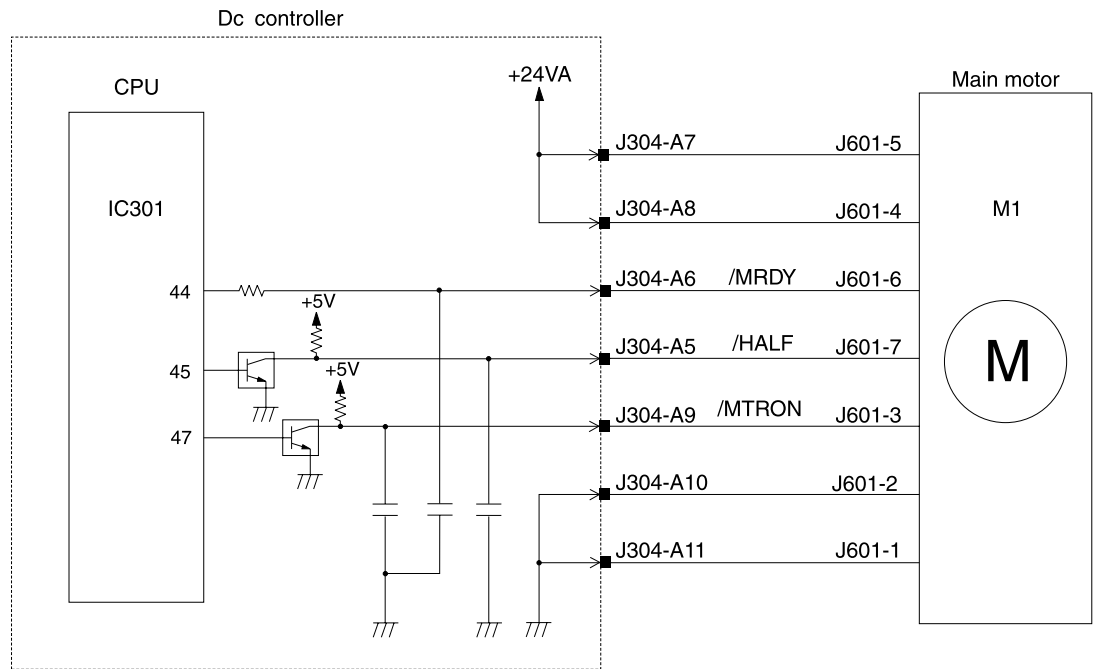 Dc controller
+24VA
CPU
Main motor
J304-A7
J601-5
IC301
J304-A8
J601-4
M1
44
J304-A6
/MRDY
J601-6
+5V
J304-A5
/HALF
J601-7
45
+5V
M
J304-A9
/MTRON
J601-3
47
J304-A10
J601-2
J304-A11
J601-1